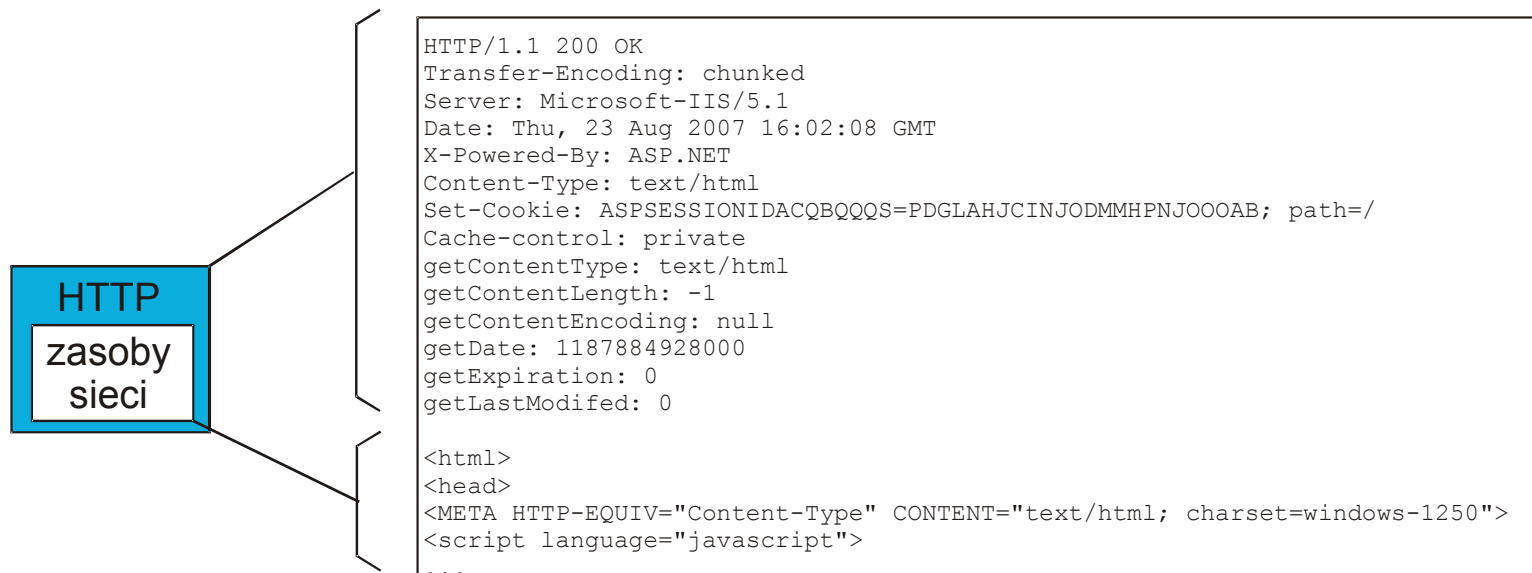 HTTP
zasoby
sieci
HTTP/1.1 200 OK
Transfer-Encoding: chunked
Server: Microsoft-IIS/5.1
Date: Thu, 23 Aug 2007 16:02:08 GMT
X-Powered-By: ASP.NET
Content-Type: text/html
Set-Cookie: ASPSESSIONIDACQBQQQS=PDGLAHJCINJODMMHPNJOOOAB; path=/
Cache-control: private
getContentType: text/html
getContentLength: -1
getContentEncoding: null
getDate: 1187884928000
getExpiration: 0
getLastModifed: 0
<html>
<head>
<META HTTP-EQUIV="Content-Type" CONTENT="text/html; charset=windows-1250">
<script language="javascript">
...